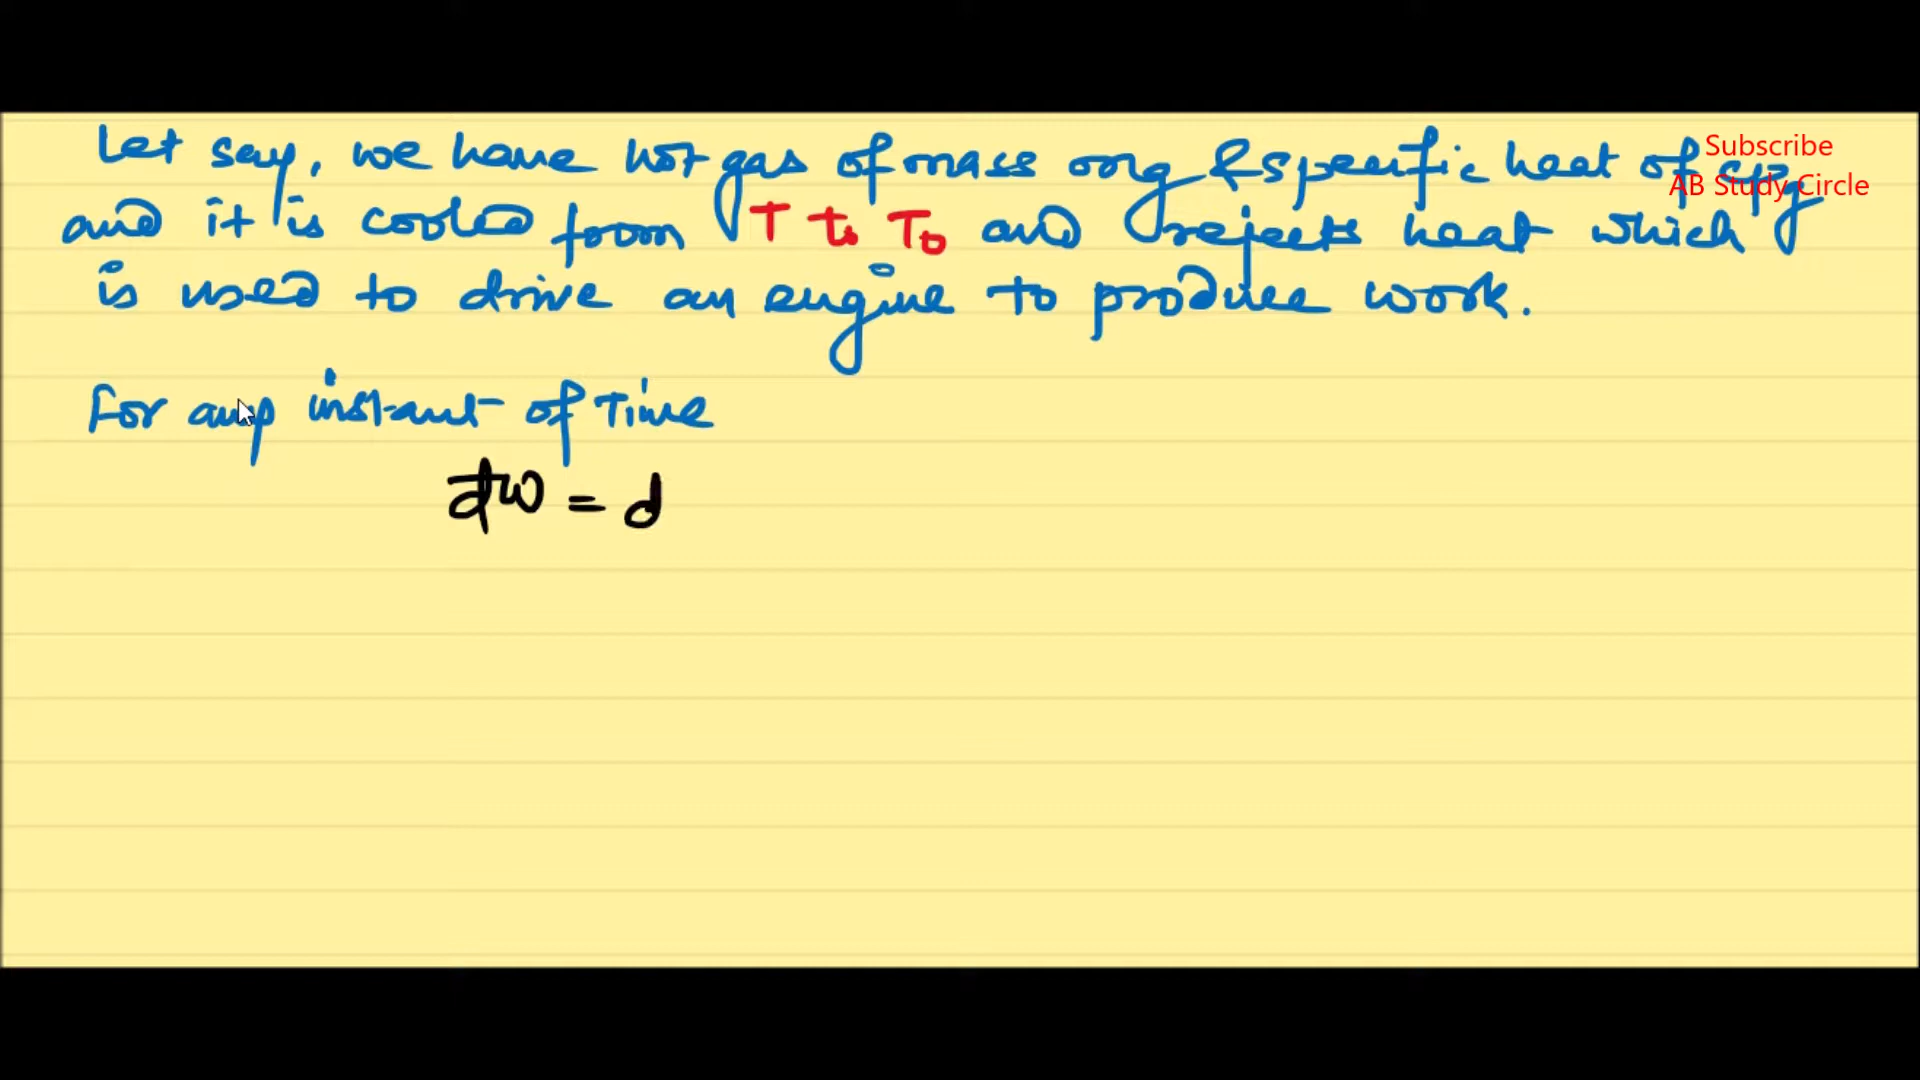 Let say, we have hot gas of mass mg & specific heat of cpg
and it is cooled from T to T₀ and rejects heat which
is used to drive an engine to produce work.
For any instant of Time
đW = d
Subscribe
AB Study Circle